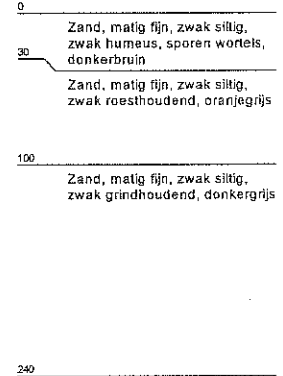 0
Zand, matig fijn, zwak siltig,
zwak humeus, sporen wortels,
donkerbruin
30
Zand, matig fijn, zwak siltig,
zwak roesthoudend, oranjegrijs
100
Zand, matig fijn, zwak siltig,
zwak grindhoudend, donkergrijs
240